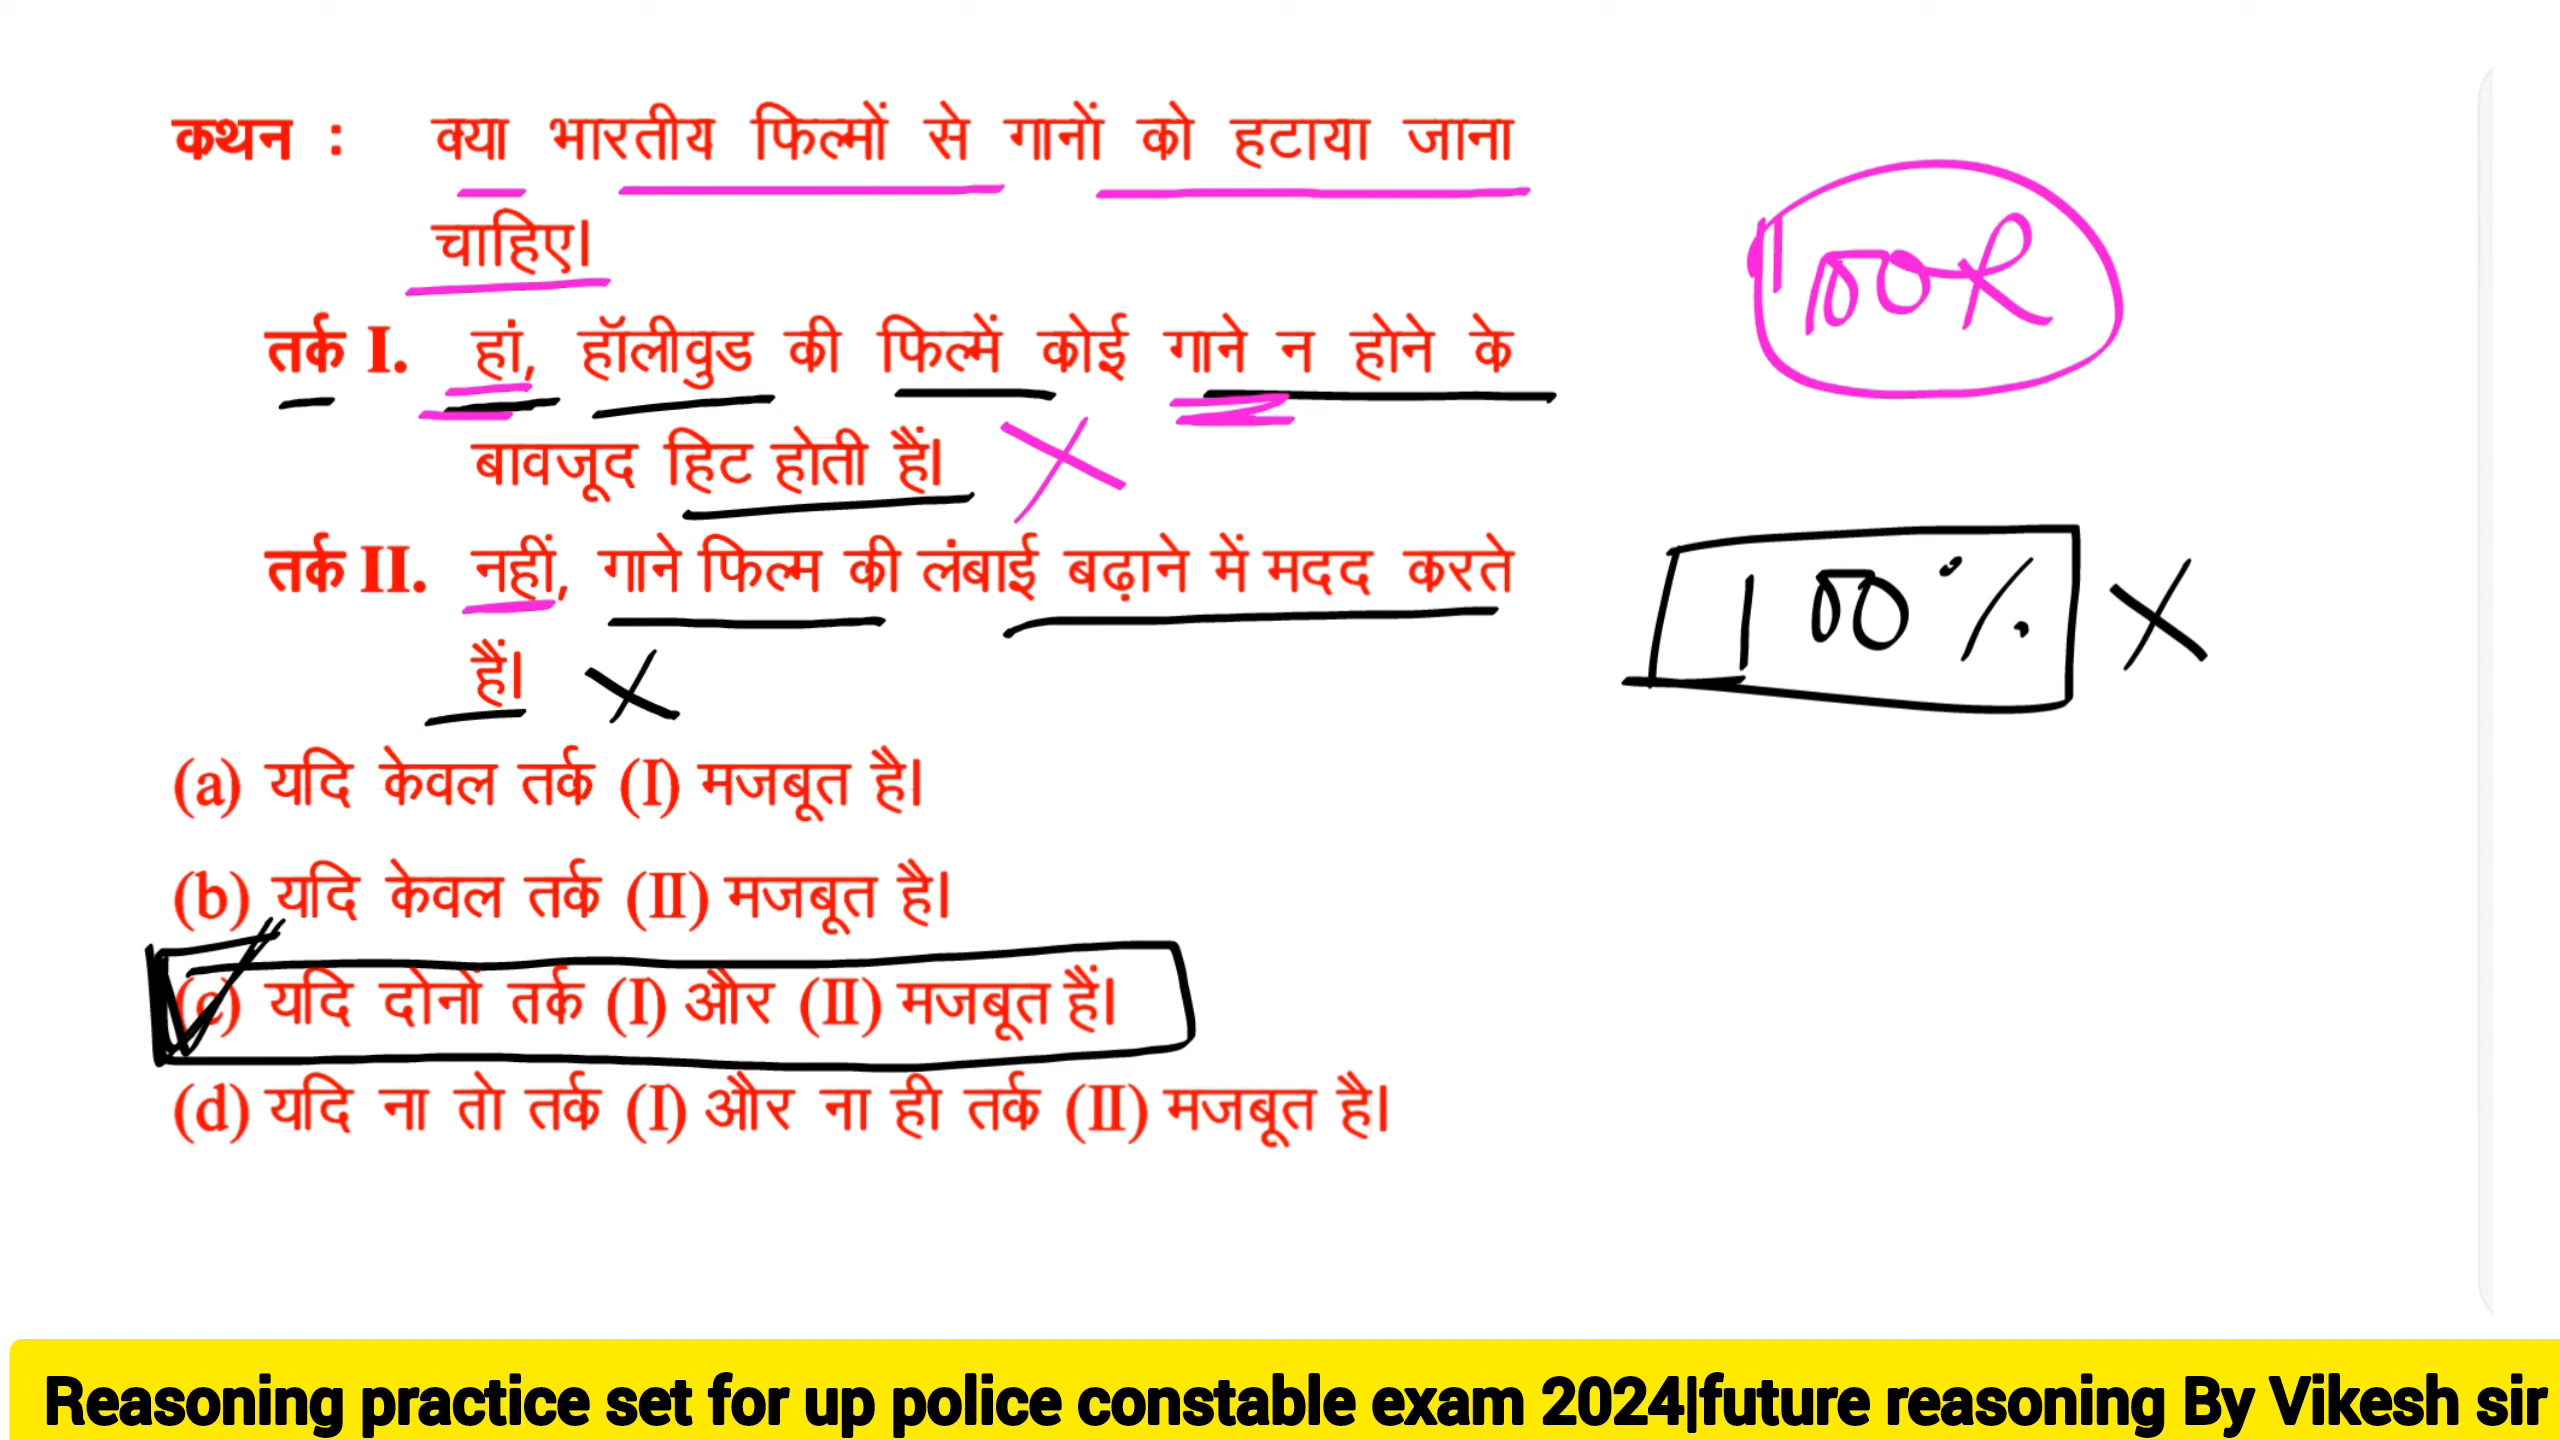 कथन : क्या भारतीय फिल्मों से गानों को हटाया जाना
चाहिए।
तर्क I. हां, हॉलीवुड की फिल्में कोई गाने न होने के
बावजूद हिट होती हैं।
तर्क II. नहीं, गाने फिल्म की लंबाई बढ़ाने में मदद करते
हैं।
100%
(a) यदि केवल तर्क (I) मजबूत है।
(b) यदि केवल तर्क (II) मजबूत है।
(c) यदि दोनों तर्क (I) और (II) मजबूत हैं।
(d) यदि ना तो तर्क (I) और ना ही तर्क (II) मजबूत है।
Reasoning practice set for up police constable exam 2024|future reasoning By Vikesh sir